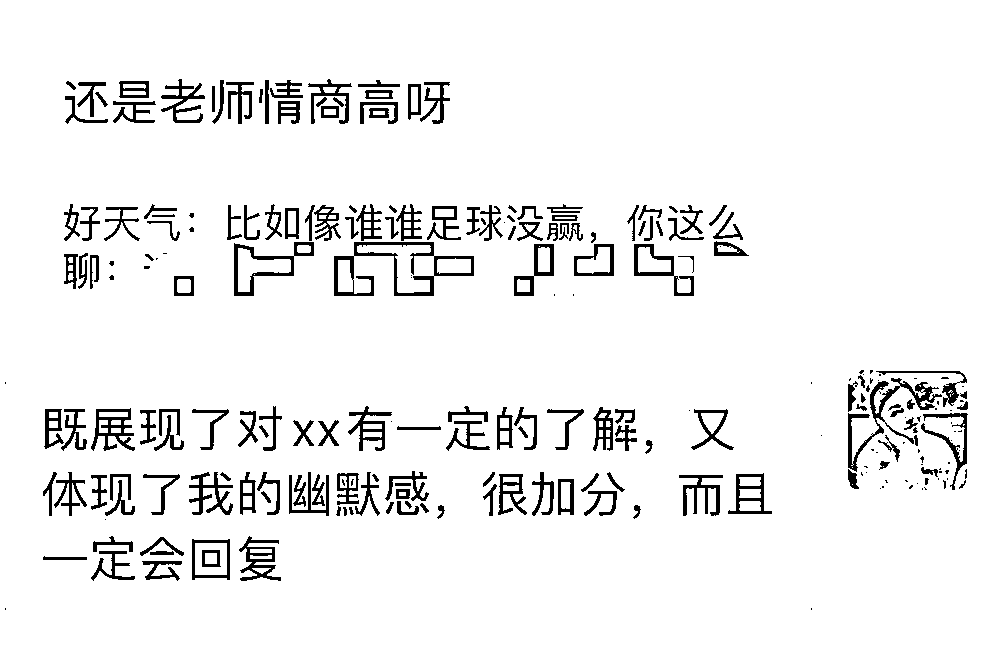 还是老师情商高呀
好天气：比如像谁谁足球没赢，你这么
聊：
既展现了对xx有一定的了解，又
体现了我的幽默感，很加分，而且
一定会回复